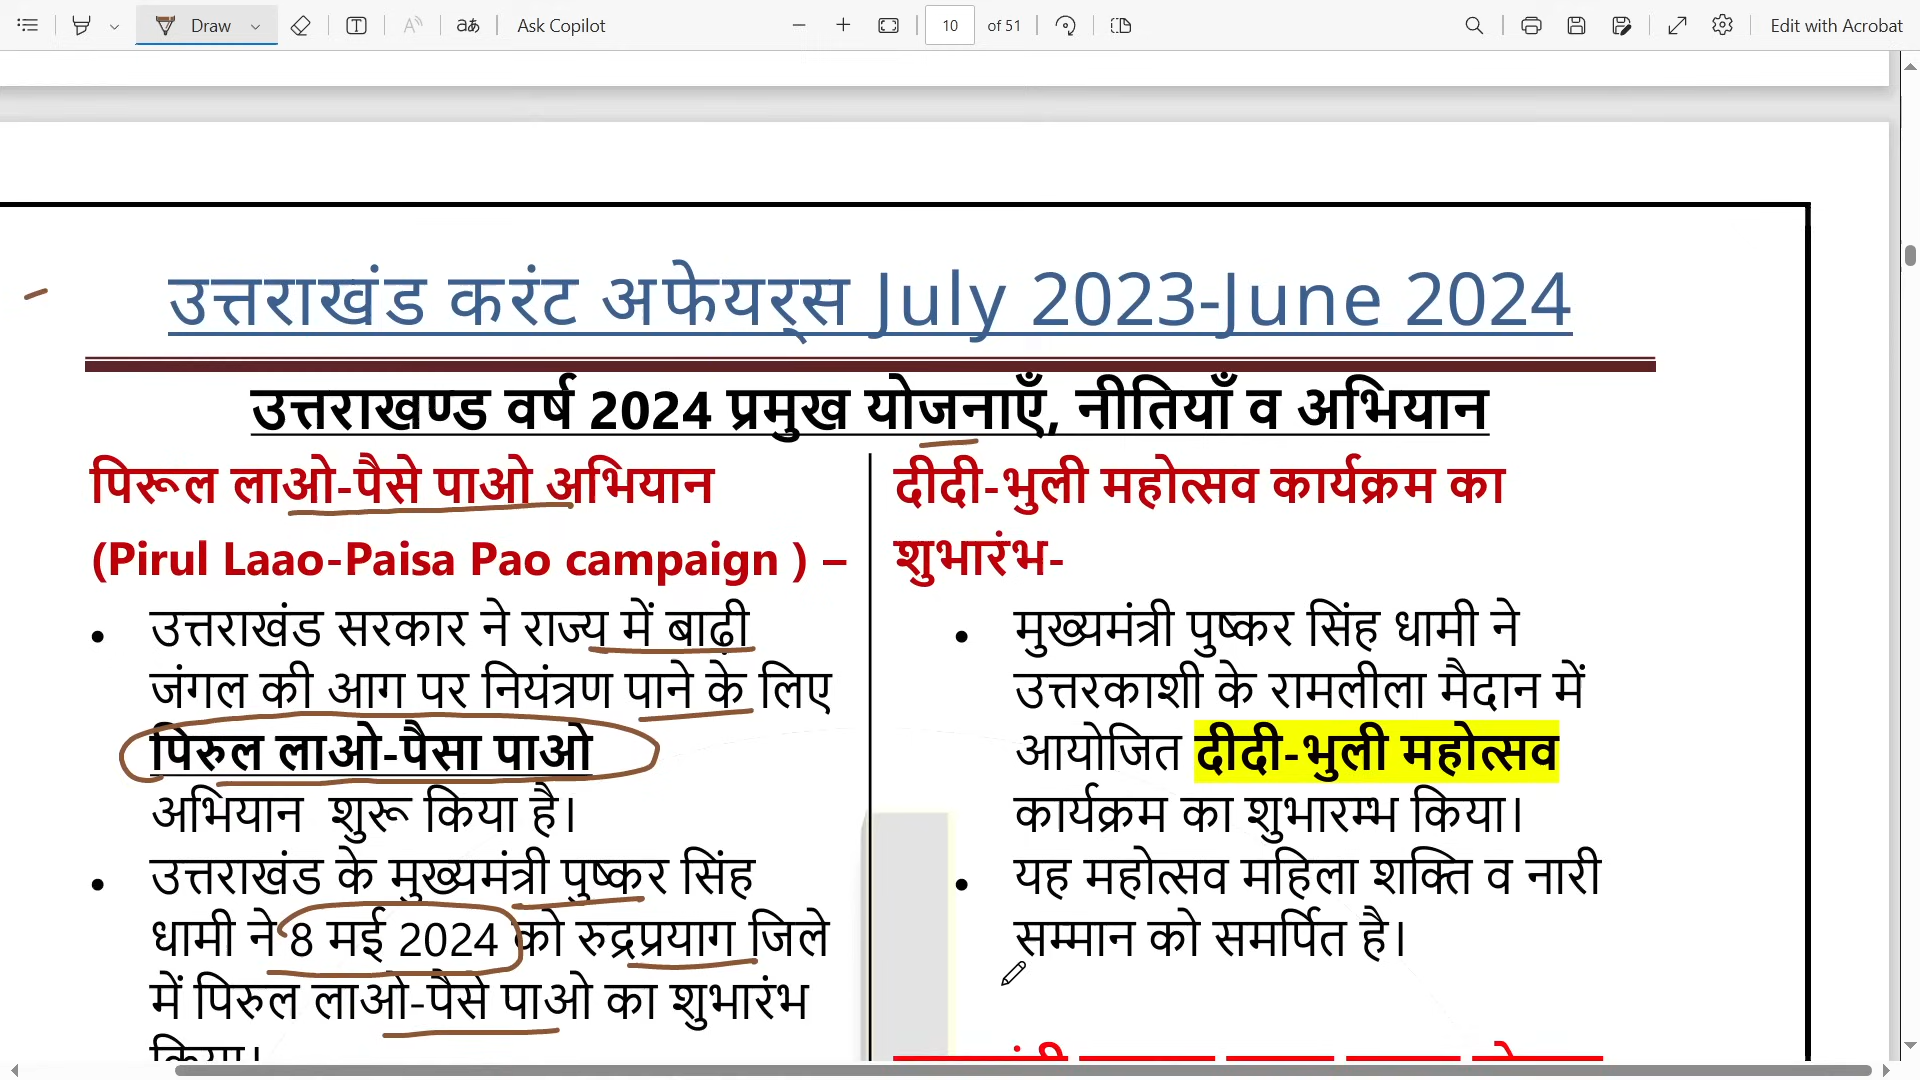 Draw
Ask Copilot
10 of 51
Edit with Acrobat
उत्तराखंड करंट अफेयर्स July 2023-June 2024
उत्तराखण्ड वर्ष 2024 प्रमुख योजनाएँ, नीतियाँ व अभियान
पिरूल लाओ-पैसे पाओ अभियान
(Pirul Laao-Paisa Pao campaign ) –
उत्तराखंड सरकार ने राज्य में बाढ़ी
जंगल की आग पर नियंत्रण पाने के लिए
पिरुल लाओ-पैसा पाओ
अभियान शुरू किया है।
उत्तराखंड के मुख्यमंत्री पुष्कर सिंह
धामी ने 8 मई 2024 को रुद्रप्रयाग जिले
में पिरुल लाओ-पैसे पाओ का शुभारंभ
किया।
दीदी-भुली महोत्सव कार्यक्रम का
शुभारंभ-
मुख्यमंत्री पुष्कर सिंह धामी ने
उत्तरकाशी के रामलीला मैदान में
आयोजित दीदी-भुली महोत्सव
कार्यक्रम का शुभारम्भ किया।
यह महोत्सव महिला शक्ति व नारी
सम्मान को समर्पित है।